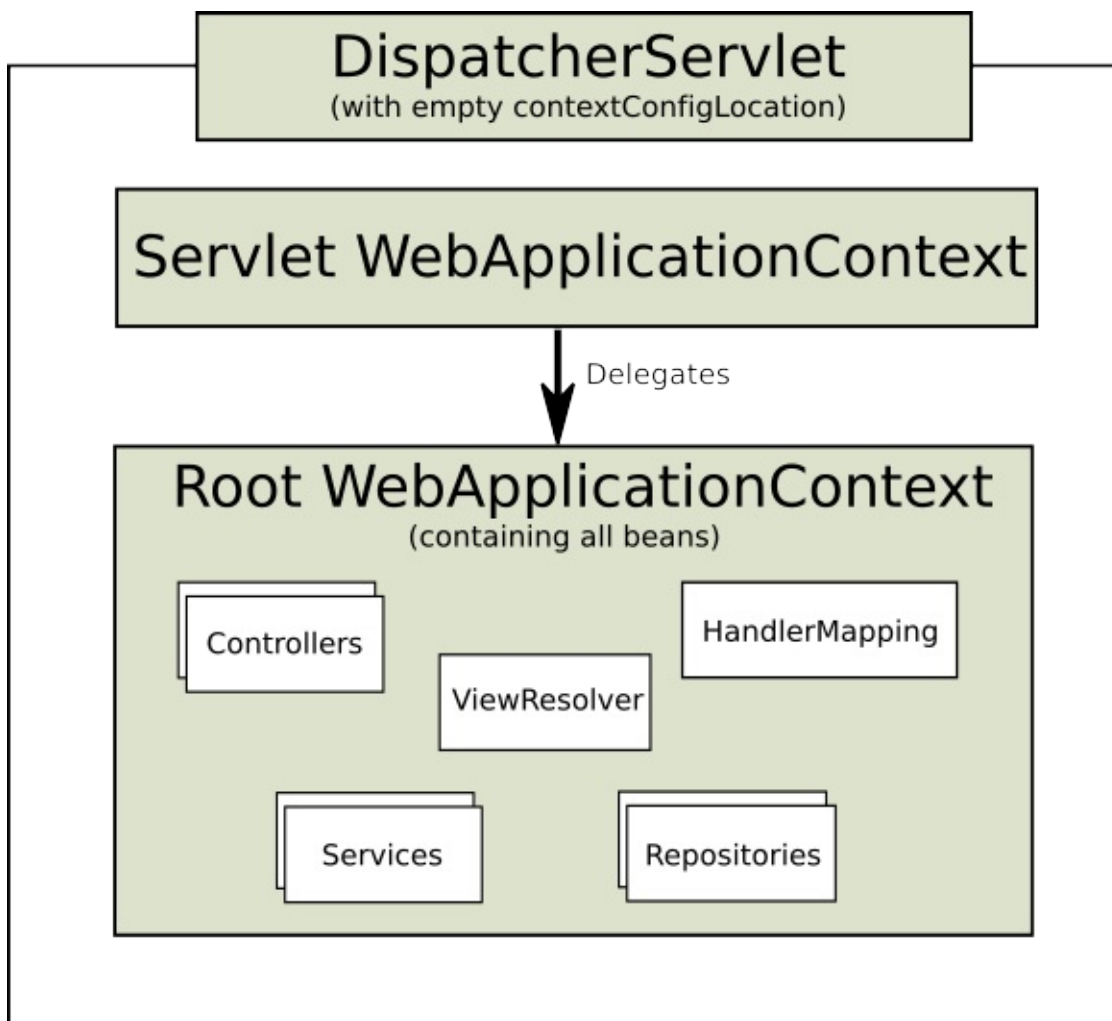 DispatcherServlet
(with empty contextConfigLocation)
Servlet WebApplicationContext
Delegates
Root WebApplicationContext
(containing all beans)
Controllers
HandlerMapping
ViewResolver
Services
Repositories